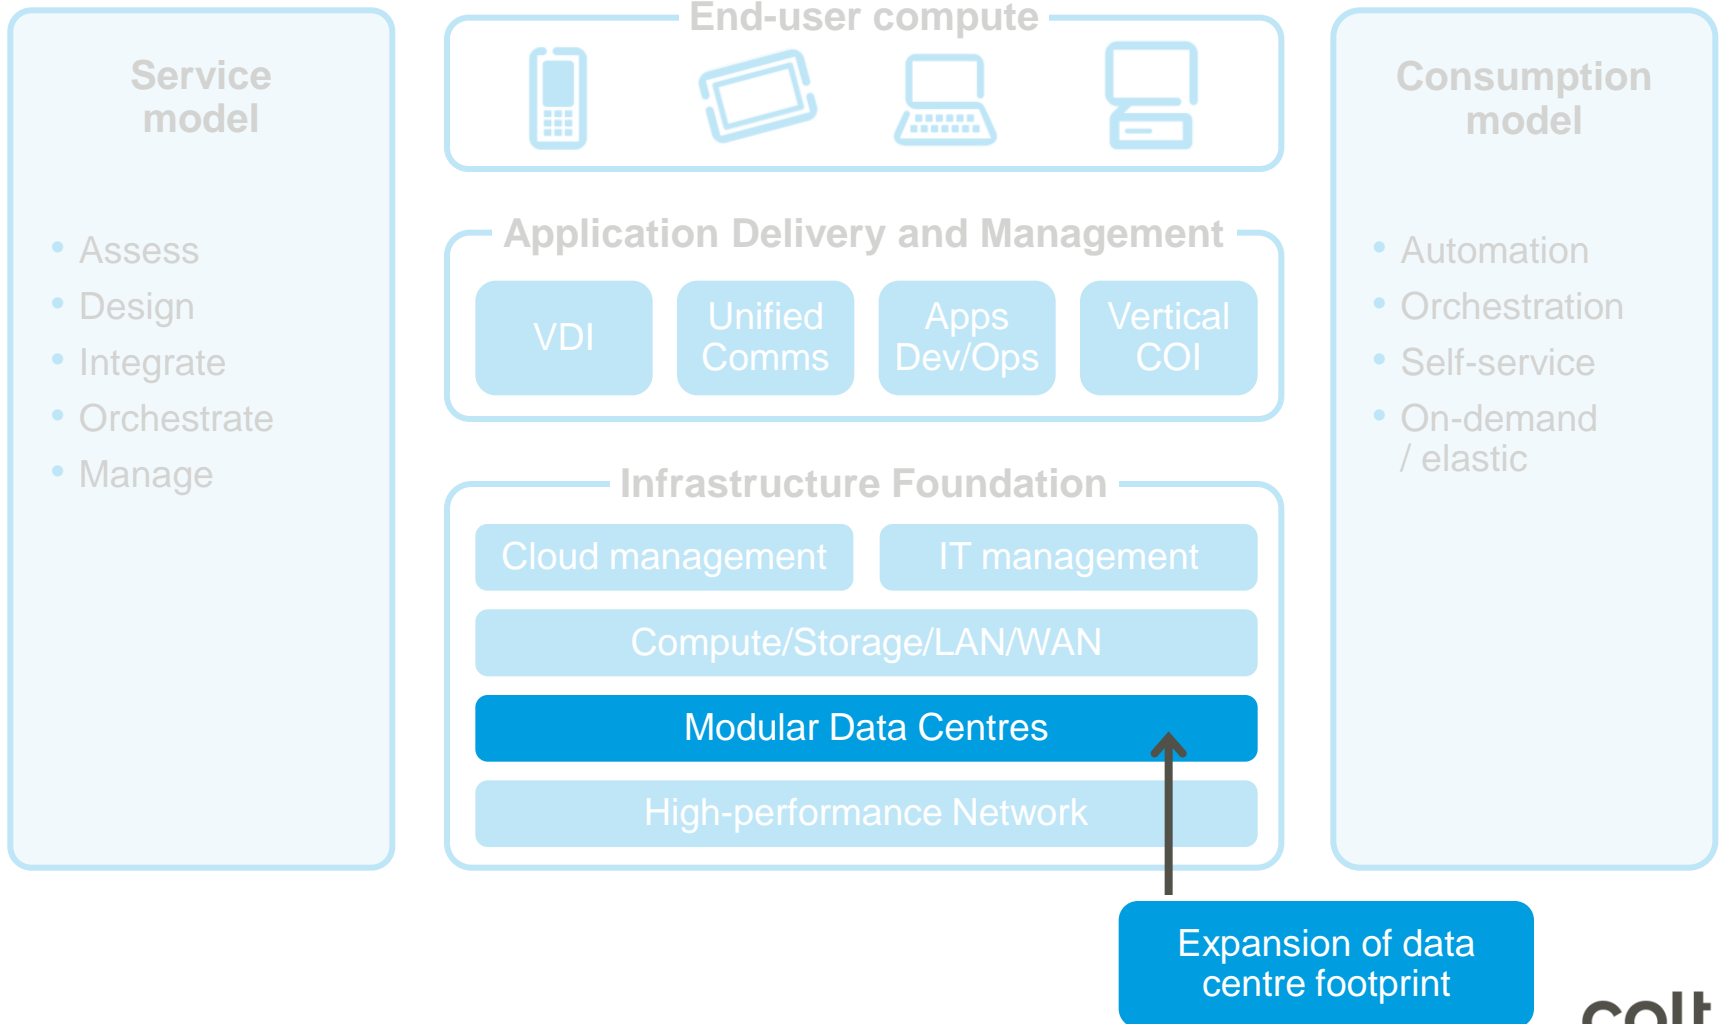 Service
model
• Assess
• Design
• Integrate
• Orchestrate
• Manage
End-user compute
Application Delivery and Management
VDI
Unified
Comms
Apps
Dev/Ops
Vertical
COI
Infrastructure Foundation
Cloud management
IT management
Compute/Storage/LAN/WAN
Modular Data Centres
High-performance Network
Expansion of data
centre footprint
Consumption
model
• Automation
• Orchestration
• Self-service
• On-demand
/ elastic
colt